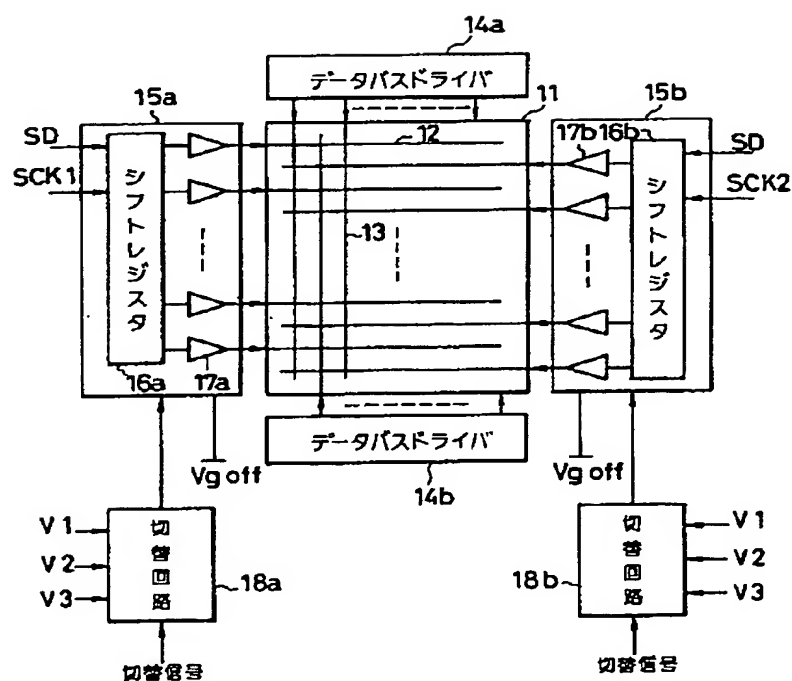 14a
データバスドライバ
15a
11
15b
SD
12
17b
16b
SD
SCK1
SCK2
シフトレジスタ
13
シフトレジスタ
16a
17a
データバスドライバ
Vg off
14b
Vg off
V1
V2
V3
切替回路
18a
18b
切替回路
V1
V2
V3
切替信号
切替信号